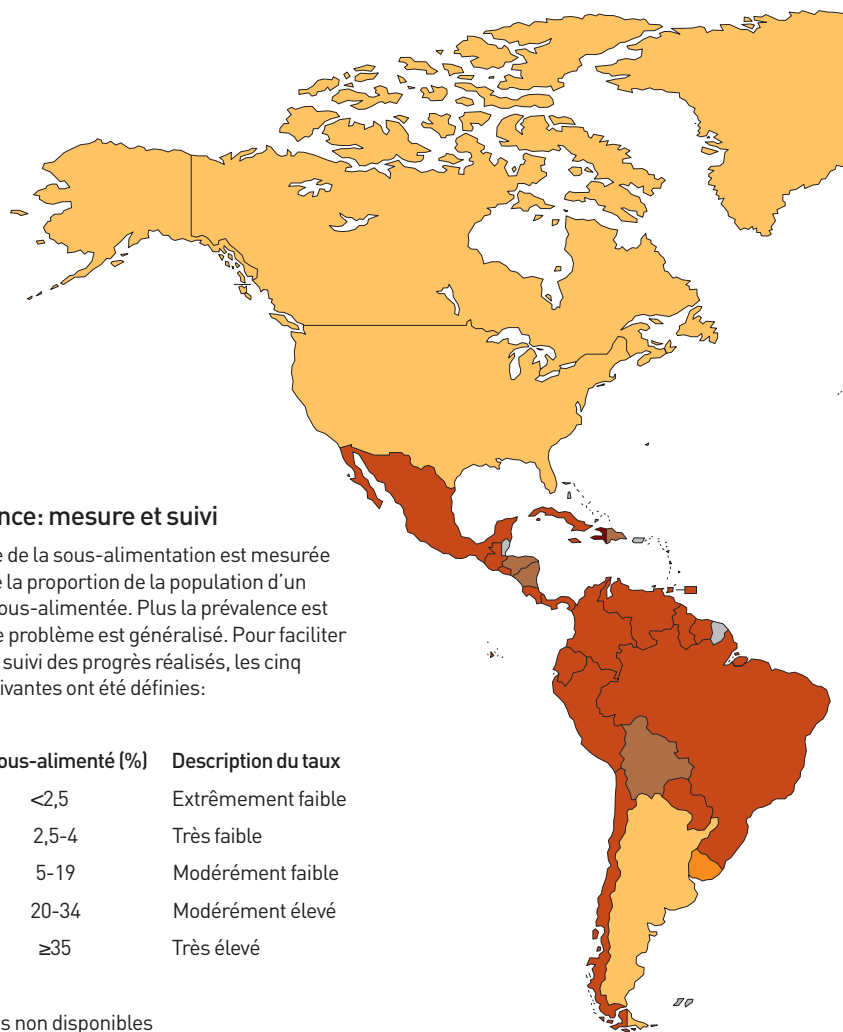 nce: mesure et suivi
e de la sous-alimentation est mesurée
e la proportion de la population d'un
sous-alimentée. Plus la prévalence est
e problème est généralisé. Pour faciliter
suivi des progrès réalisés, les cinq
ivantes ont été définies:
ous-alimenté (%) Description du taux
<2,5 Extrêmement faible
2,5-4 Très faible
5-19 Modérément faible
20-34 Modérément élevé
≥35 Très élevé
s non disponibles